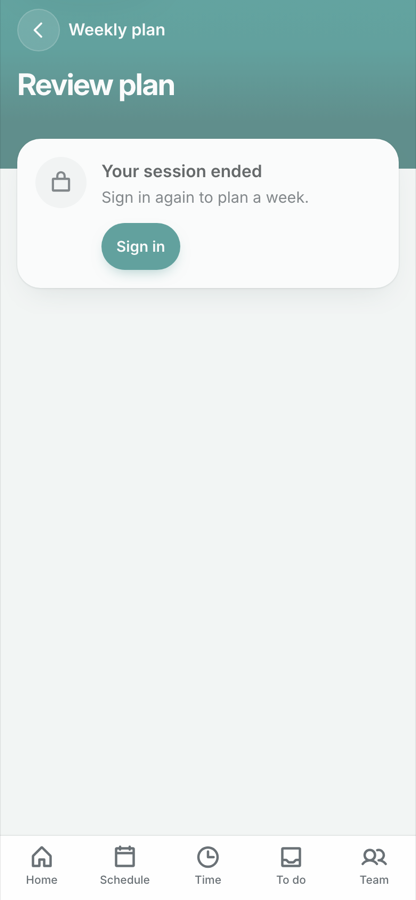 Weekly plan
Review plan
Your session ended
Sign in again to plan a week.
Sign in
Home
Schedule
Time
To do
Team